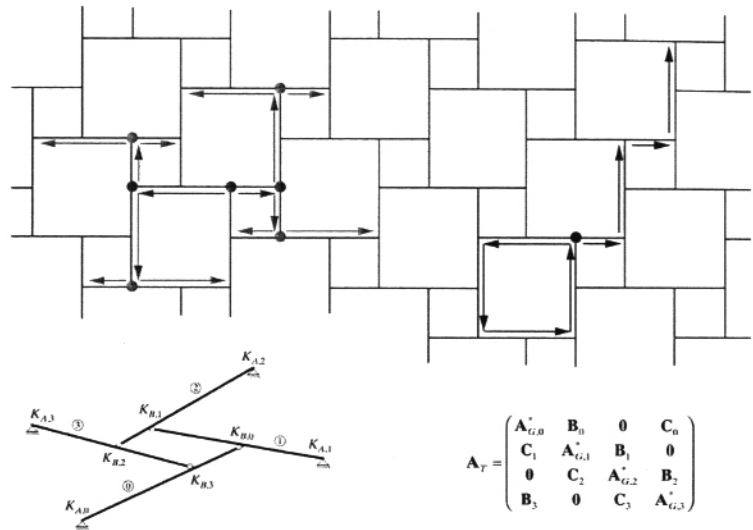 K_{A,2}
②
K_{A,3}
K_{B,1}
③
K_{B,0}
①
K_{A,1}
K_{B,2}
K_{B,3}
⓪
K_{A,0}
A_T = ( A*_{G,0} B_0 0 C_0
C_1 A*_{G,1} B_1 0
0 C_2 A*_{G,2} B_2
B_3 0 C_3 A*_{G,3} )